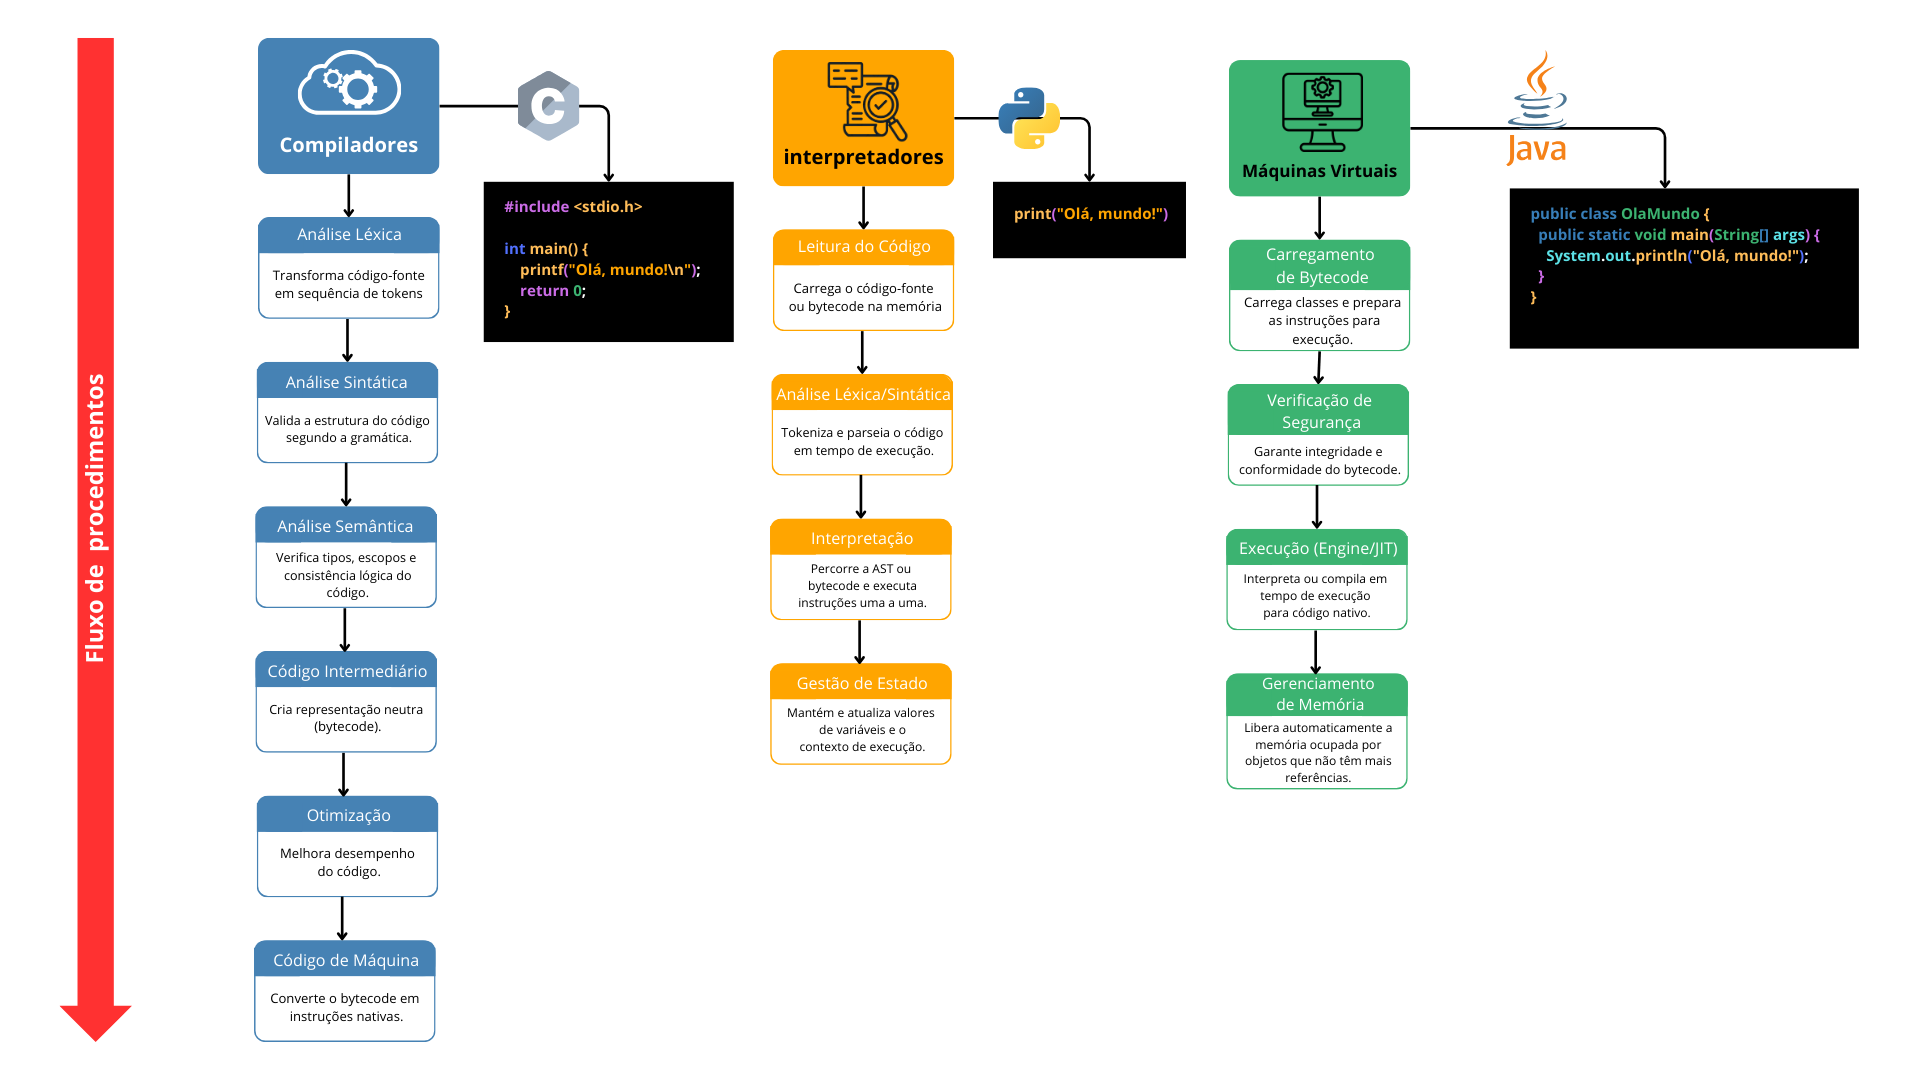 Fluxo de procedimentos
Compiladores
C
#include <stdio.h>
int main() {
printf("Olá, mundo!\n");
return 0;
}
Análise Léxica
Transforma código-fonte
em sequência de tokens
Análise Sintática
Valida a estrutura do código
segundo a gramática.
Análise Semântica
Verifica tipos, escopos e
consistência lógica do
código.
Código Intermediário
Cria representação neutra
(bytecode).
Otimização
Melhora desempenho
do código.
Código de Máquina
Converte o bytecode em
instruções nativas.
interpretadores
print("Olá, mundo!")
Leitura do Código
Carrega o código-fonte
ou bytecode na memória
Análise Léxica/Sintática
Tokeniza e parseia o código
em tempo de execução.
Interpretação
Percorre a AST ou
bytecode e executa
instruções uma a uma.
Gestão de Estado
Mantém e atualiza valores
de variáveis e o
contexto de execução.
Máquinas Virtuais
Java
public class OlaMundo {
public static void main(String[] args) {
System.out.println("Olá, mundo!");
}
}
Carregamento
de Bytecode
Carrega classes e prepara
as instruções para
execução.
Verificação de
Segurança
Garante integridade e
conformidade do bytecode.
Execução (Engine/JIT)
Interpreta ou compila em
tempo de execução
para código nativo.
Gerenciamento
de Memória
Libera automaticamente a
memória ocupada por
objetos que não têm mais
referências.